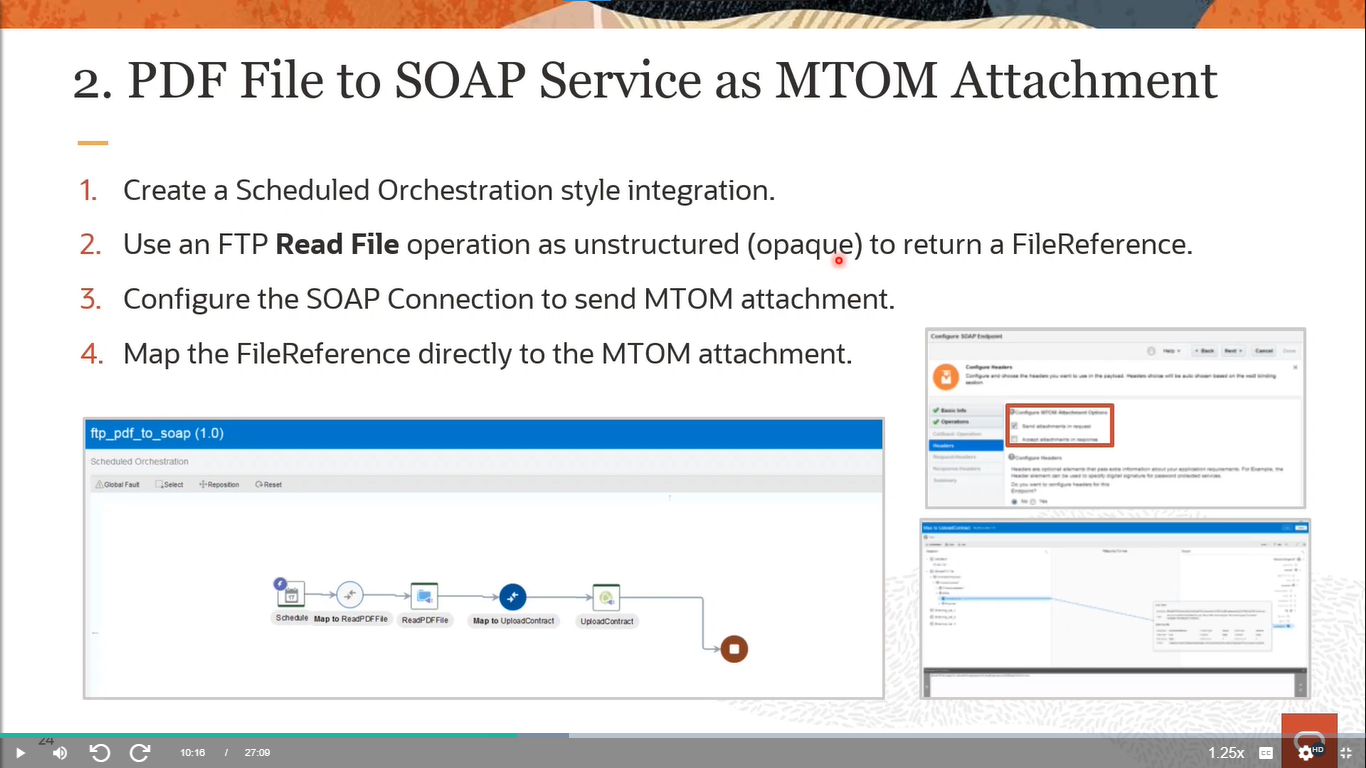 2. PDF File to SOAP Service as MTOM Attachment
1. Create a Scheduled Orchestration style integration.
2. Use an FTP Read File operation as unstructured (opaque) to return a FileReference.
3. Configure the SOAP Connection to send MTOM attachment.
4. Map the FileReference directly to the MTOM attachment.
Configure SOAP Endpoint
Help
Back
Next
Cancel
Done
Configure Headers
Configure and choose the headers you want to use in the payload. Headers choice will be auto chosen based on the wsdl binding
section
Basic Info
Operations
Callback Operation
Headers
Request Headers
Response Headers
Summary
Configure MTOM Attachment Options
Send attachments in request
Accept attachments in response
Configure Headers
Headers are optional elements that pass extra information about your application requirements. For Example, the
Header element can be used to specify digital signature for password protected services.
Do you want to configure headers for this
Endpoint?
No Yes
ftp_pdf_to_soap (1.0)
Scheduled Orchestration
Global Fault Select Reposition Reset
Schedule Map to ReadPDFFile ReadPDFFile Map to UploadContract UploadContract
Map to UploadContract
24
10:16 / 27:09
1.25x
CC
HD